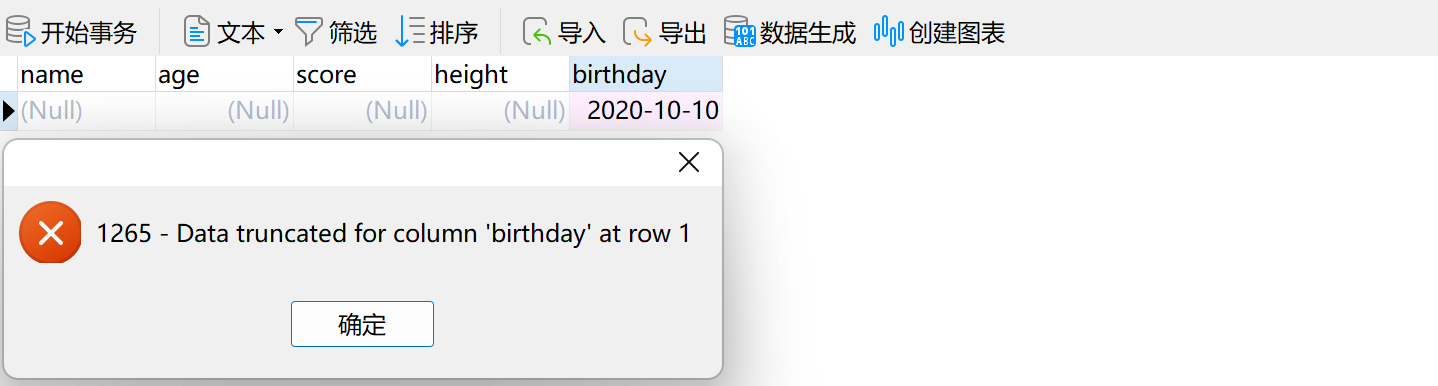 开始事务 文本 筛选 排序 导入 导出 数据生成 创建图表
name age score height birthday
(Null) (Null) (Null) (Null) 2020-10-10
1265 - Data truncated for column 'birthday' at row 1
确定